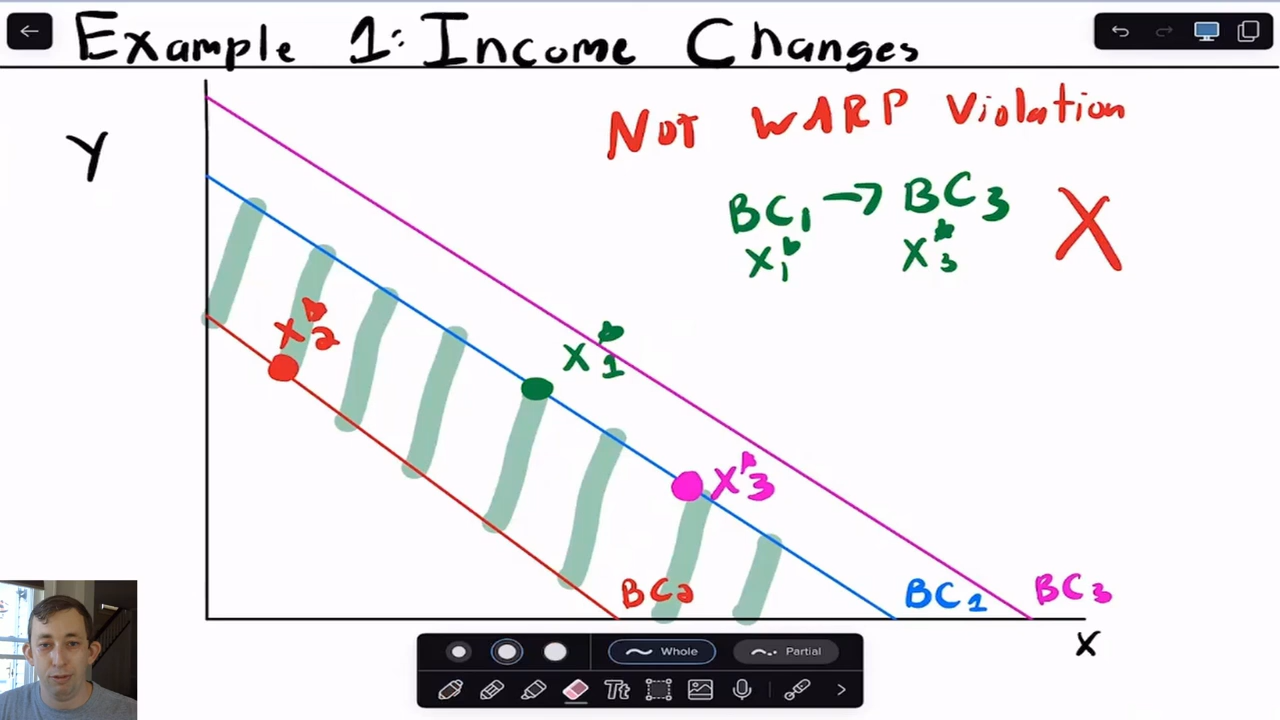 Example 1: Income Changes
Y
NOT WARP Violation
BC1 → BC3
X1* X3*
X
X2*
X1*
X3*
BC2
BC1
BC3
X
Whole
Partial
Tt